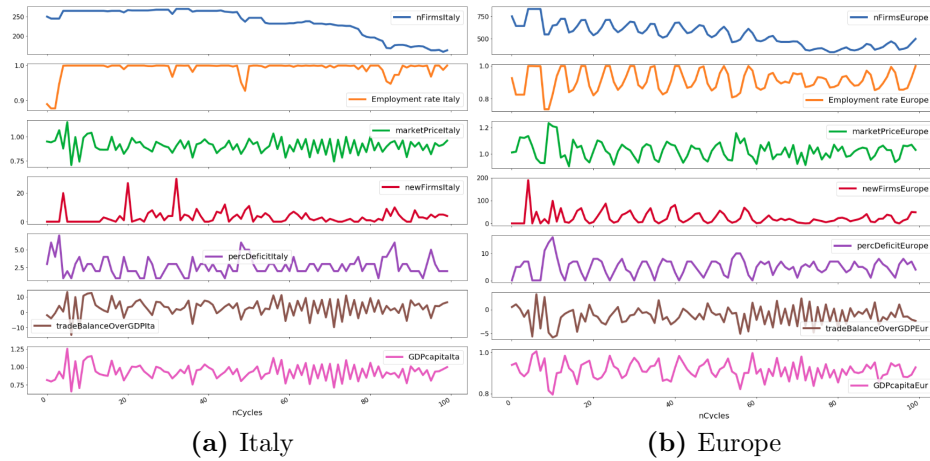 nFirmsItaly
250
200
1.0
0.9
Employment rate Italy
marketPriceItaly
1.00
0.75
newFirmsItaly
20
0
percDeficitItaly
5.0
2.5
10
0
−10
tradeBalanceOverGDPIta
GDPcapitaIta
1.25
1.00
0.75
0
20
40
60
80
100
nCycles
(a) Italy
nFirmsEurope
750
500
1.0
0.8
Employment rate Europe
marketPriceEurope
1.2
1.0
newFirmsEurope
200
100
0
percDeficitEurope
10
0
0
−5
tradeBalanceOverGDPEur
1.0
0.8
GDPcapitaEur
0
20
40
60
80
100
nCycles
(b) Europe